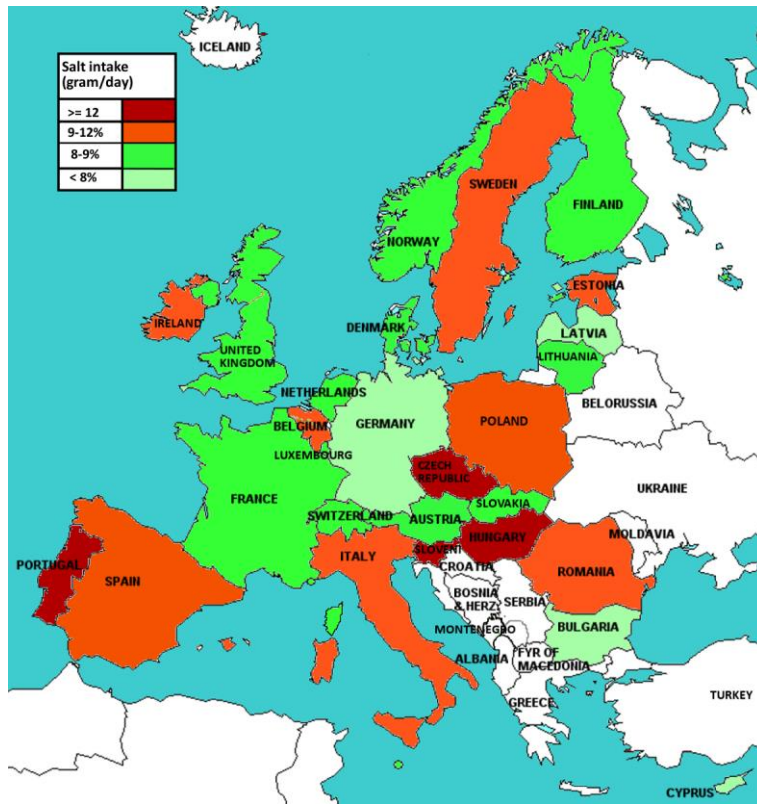 ICELAND
Salt intake
(gram/day)
>= 12
9-12%
8-9%
< 8%
SWEDEN
FINLAND
NORWAY
ESTONIA
IRELAND
DENMARK
LATVIA
UNITED
KINGDOM
LITHUANIA
NETHERLANDS
BELORUSSIA
BELGIUM
GERMANY
POLAND
LUXEMBOURG
CZECH
REPUBLIC
UKRAINE
FRANCE
SLOVAKIA
SWITZERLAND
AUSTRIA
HUNGARY
MOLDAVIA
SLOVENI
ITALY
PORTUGAL
CROATIA
ROMANIA
SPAIN
BOSNIA
& HERZ
SERBIA
BULGARIA
MONTENEGRO
FYR OF
MACEDONIA
ALBANIA
TURKEY
GREECE
CYPRUS